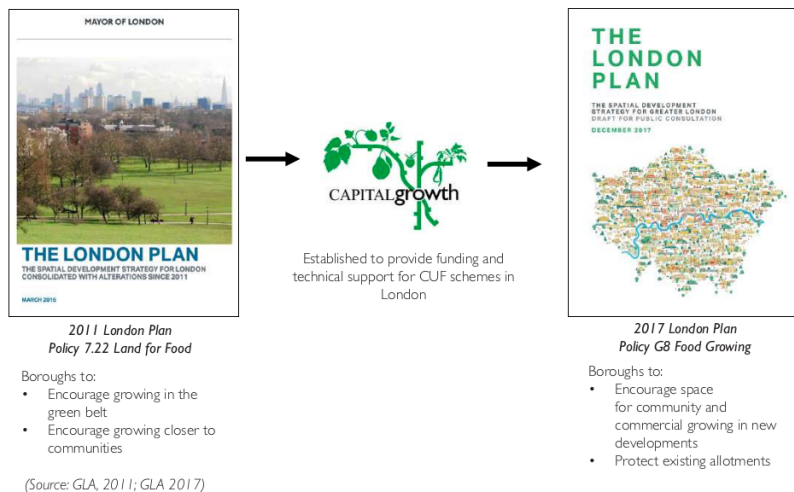 MAYOR OF LONDON
THE LONDON PLAN
THE SPATIAL DEVELOPMENT STRATEGY FOR LONDON
CONSOLIDATED WITH ALTERATIONS SINCE 2011
MARCH 2016
2011 London Plan
Policy 7.22 Land for Food
Boroughs to:
• Encourage growing in the
green belt
• Encourage growing closer to
communities
(Source: GLA, 2011; GLA 2017)
CAPITALgrowth
Established to provide funding and
technical support for CUF schemes in
London
THE
LONDON
PLAN
THE SPATIAL DEVELOPMENT
STRATEGY FOR GREATER LONDON
DRAFT FOR PUBLIC CONSULTATION
DECEMBER 2017
2017 London Plan
Policy G8 Food Growing
Boroughs to:
• Encourage space
for community and
commercial growing in new
developments
• Protect existing allotments